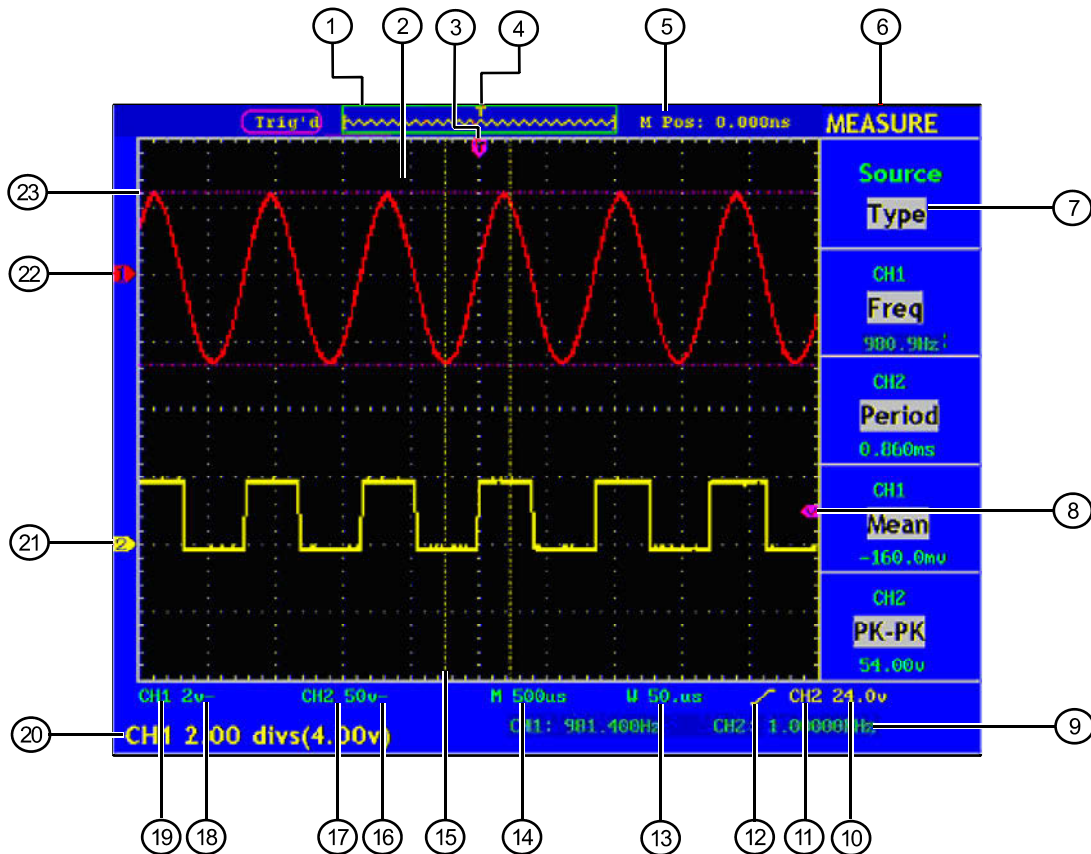 1 2 3 4 5 6
Trig'd T M Pos: 0.000ns MEASURE
T
Source
Type
7
23
22
1
CH1
Freq
980.9Hz
CH2
Period
0.860ms
CH1
Mean
-160.0mv
8
21
2
CH2
PK-PK
54.00v
CH1 2v- CH2 50v- M 500us W 50.us CH2 24.0v
20
CH1 2.00 divs(4.00v) CH1: 981.400Hz
9
19 18 17 16 15 14 13 12 11 10